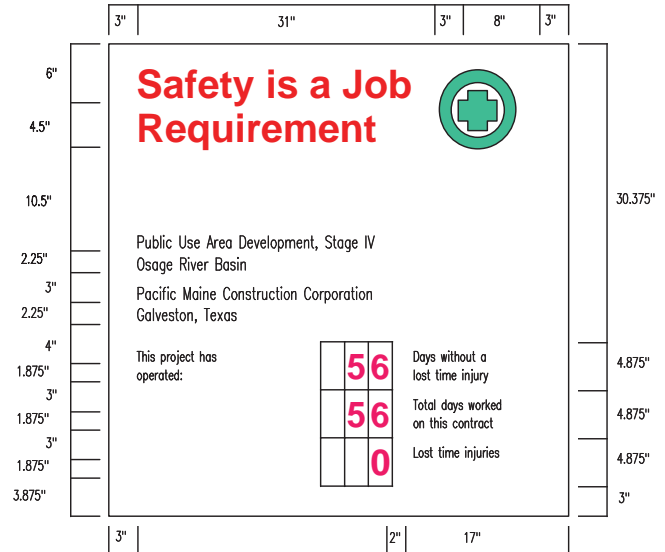 3" 31" 3" 8" 3"
6"
4.5"
10.5"
2.25"
3"
2.25"
4"
1.875"
3"
1.875"
3"
1.875"
3.875"
Safety is a Job
Requirement
Public Use Area Development, Stage IV
Osage River Basin
Pacific Maine Construction Corporation
Galveston, Texas
This project has
operated:
56
Days without a
lost time injury
56
Total days worked
on this contract
0
Lost time injuries
30.375"
4.875"
4.875"
4.875"
3"
3" 2" 17"